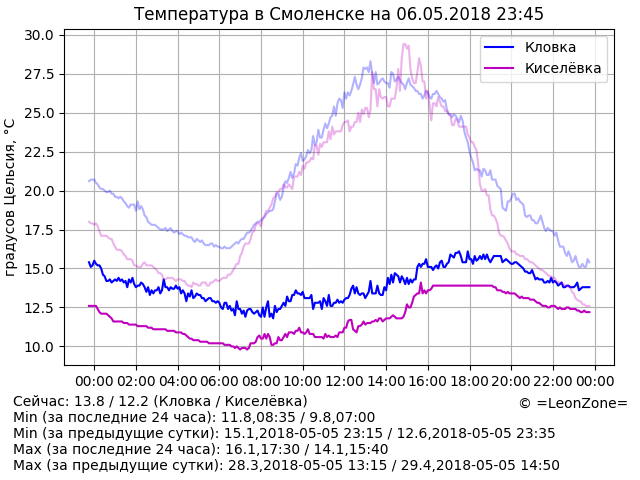 Температура в Смоленске на 06.05.2018 23:45
Кловка
Киселёвка
градусов Цельсия, °C
30.0
27.5
25.0
22.5
20.0
17.5
15.0
12.5
10.0
00:00 02:00 04:00 06:00 08:00 10:00 12:00 14:00 16:00 18:00 20:00 22:00 00:00
Сейчас: 13.8 / 12.2 (Кловка / Киселёвка)
© =LeonZone=
Min (за последние 24 часа): 11.8,08:35 / 9.8,07:00
Min (за предыдущие сутки): 15.1,2018-05-05 23:15 / 12.6,2018-05-05 23:35
Max (за последние 24 часа): 16.1,17:30 / 14.1,15:40
Max (за предыдущие сутки): 28.3,2018-05-05 13:15 / 29.4,2018-05-05 14:50